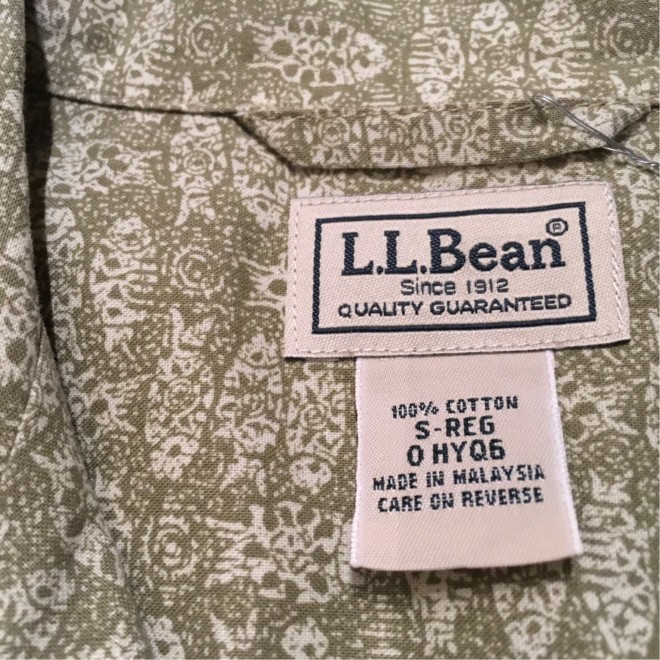 L.L.Bean®
Since 1912
QUALITY GUARANTEED
100% COTTON
S-REG
0 HYQ6
MADE IN MALAYSIA
CARE ON REVERSE